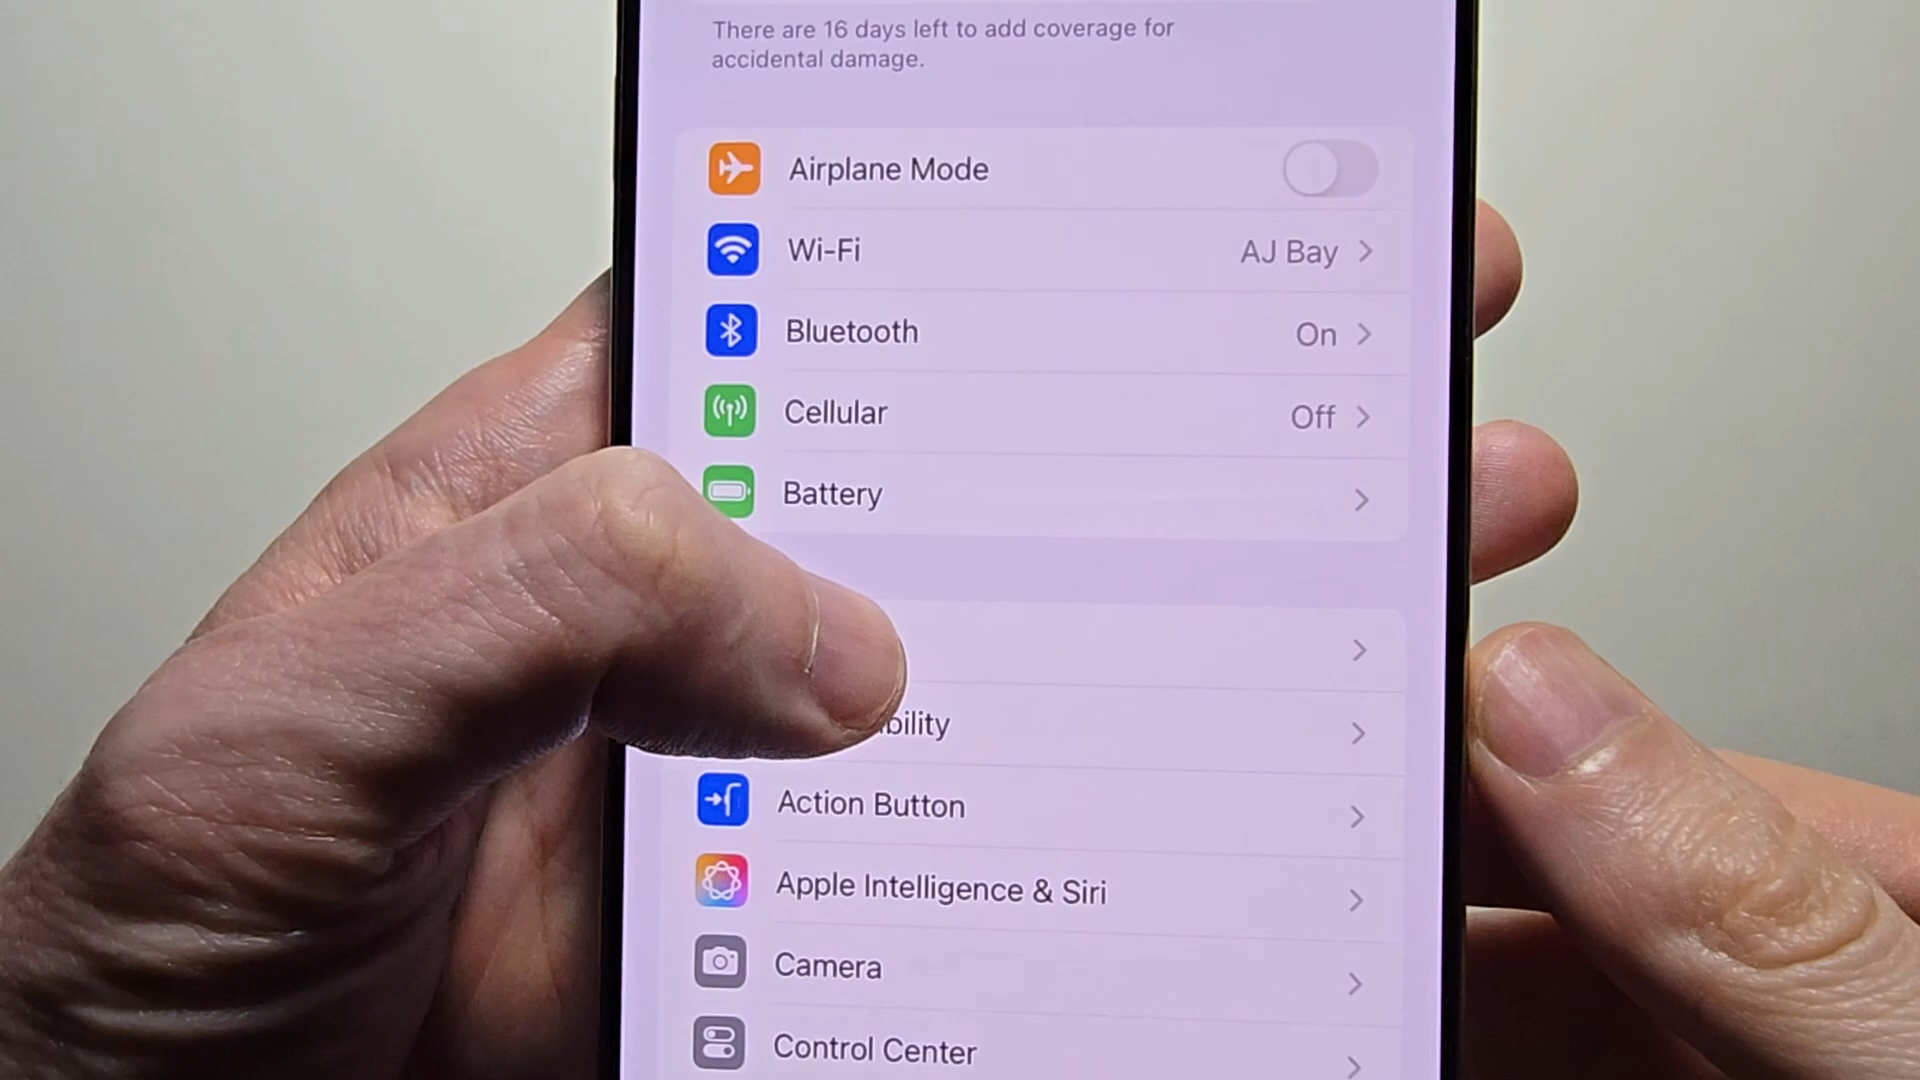 There are 16 days left to add coverage for
accidental damage.
Airplane Mode
Wi-Fi AJ Bay
Bluetooth On
Cellular Off
Battery
bility
Action Button
Apple Intelligence & Siri
Camera
Control Center